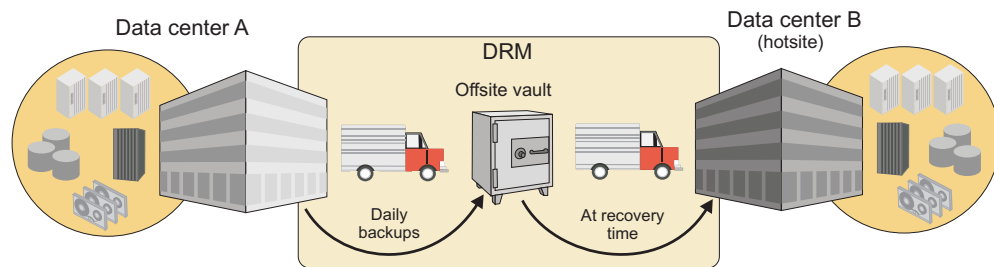 Data center A
DRM
Offsite vault
Data center B
(hotsite)
Daily
backups
At recovery
time